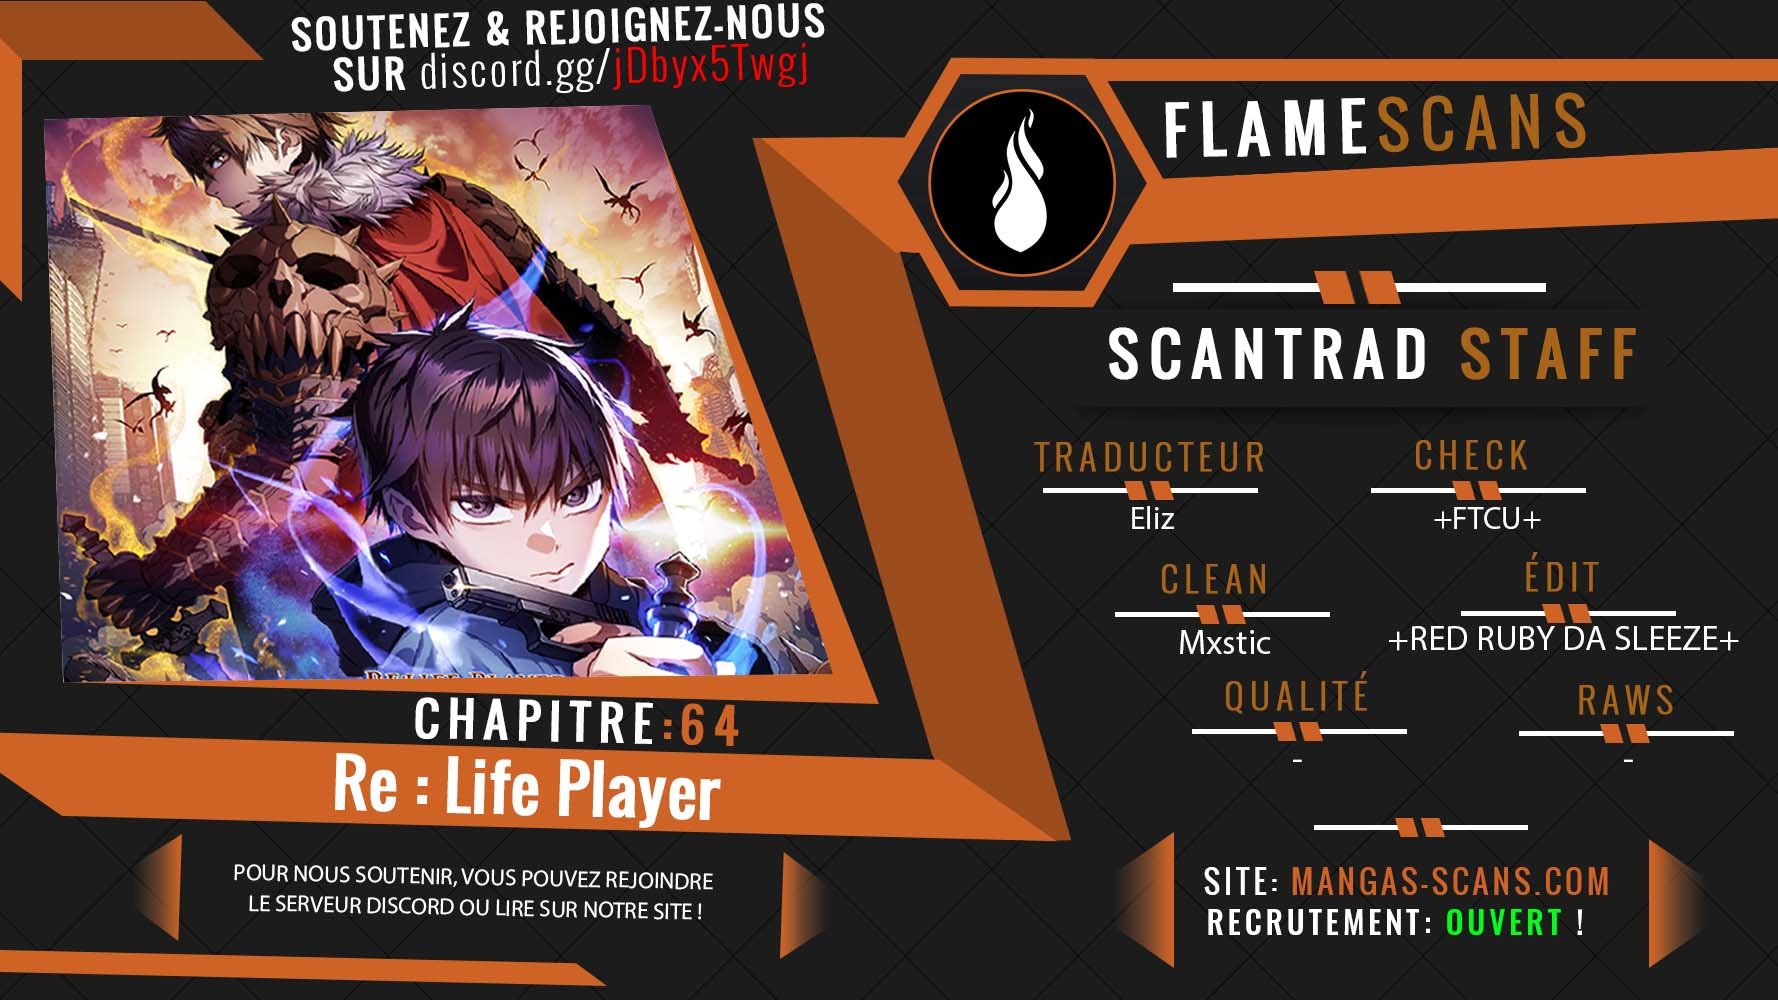 SOUTENEZ & REJOIGNEZ-NOUS
SUR discord.gg/jDbyx5Twgj
FLAMESCANS
SCANTRAD STAFF
TRADUCTEUR
Eliz
CHECK
+FTCU+
CLEAN
Mxstic
ÉDIT
+RED RUBY DA SLEEZE+
QUALITÉ
-
RAWS
-
CHAPITRE:64
Re : Life Player
POUR NOUS SOUTENIR, VOUS POUVEZ REJOINDRE
LE SERVEUR DISCORD OU LIRE SUR NOTRE SITE !
SITE: MANGAS-SCANS.COM
RECRUTEMENT: OUVERT !